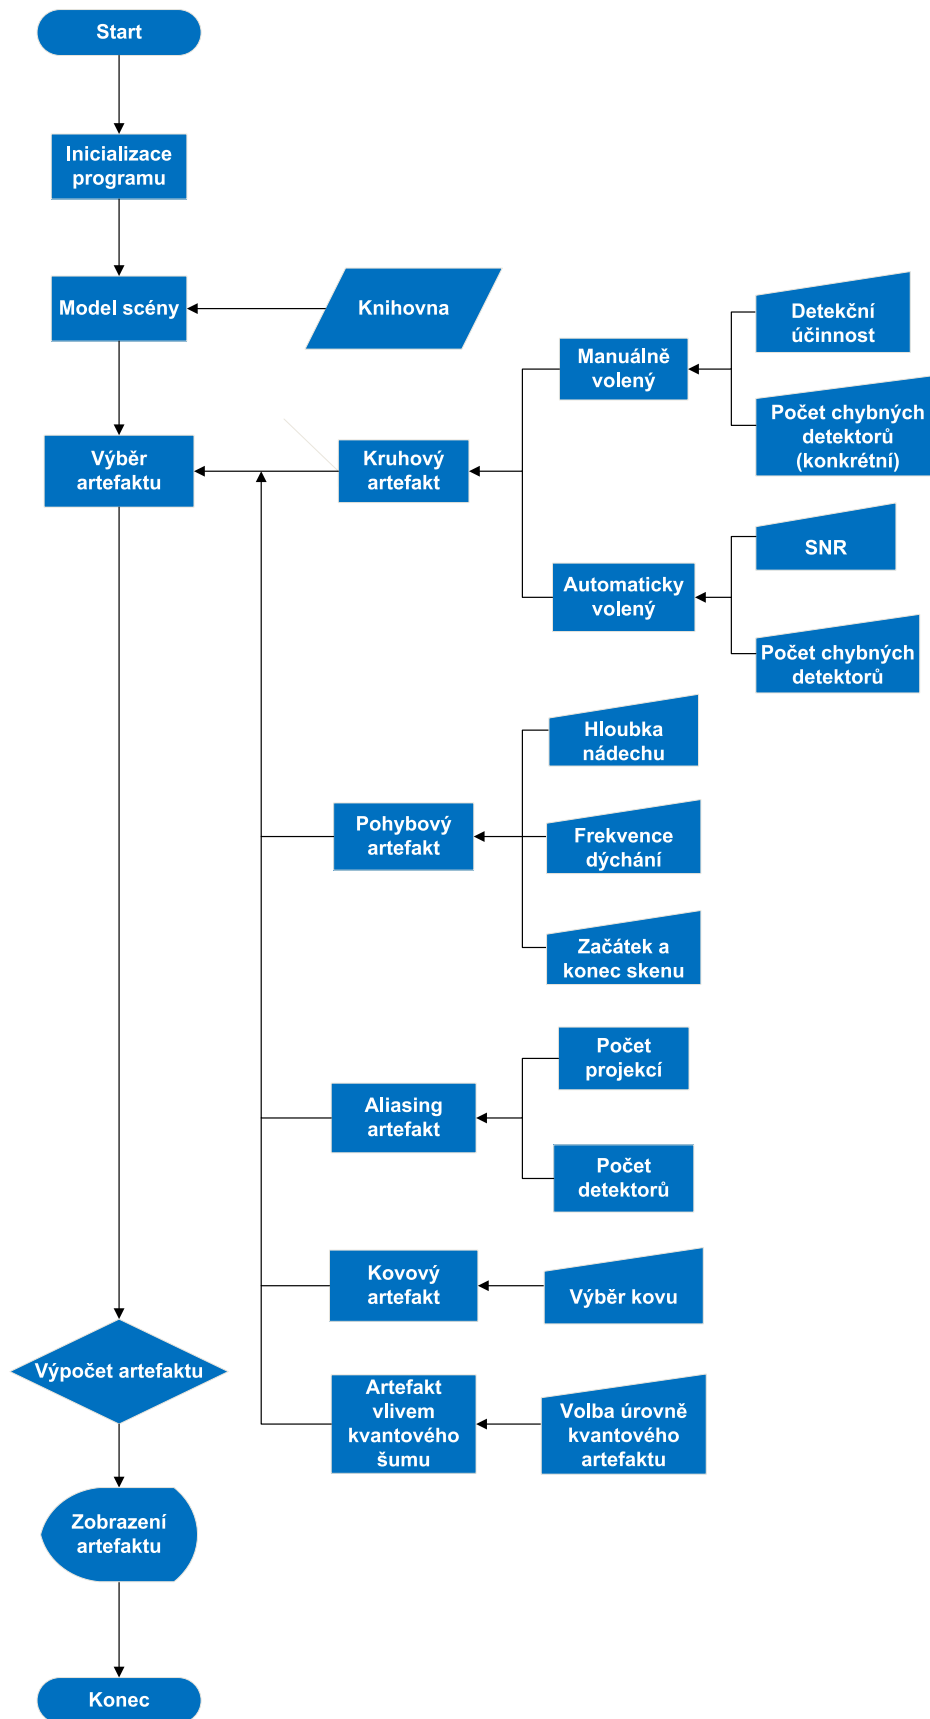 Start
Inicializace
programu
Model scény
Knihovna
Výběr
artefaktu
Kruhový
artefakt
Manuálně
volený
Detekční
účinnost
Počet chybných
detektorů
(konkrétní)
Automaticky
volený
SNR
Počet chybných
detektorů
Pohybový
artefakt
Hloubka
nádechu
Frekvence
dýchání
Začátek a
konec skenu
Aliasing
artefakt
Počet
projekcí
Počet
detektorů
Kovový
artefakt
Výběr kovu
Artefakt
vlivem
kvantového
šumu
Volba úrovně
kvantového
artefaktu
Výpočet artefaktu
Zobrazení
artefaktu
Konec